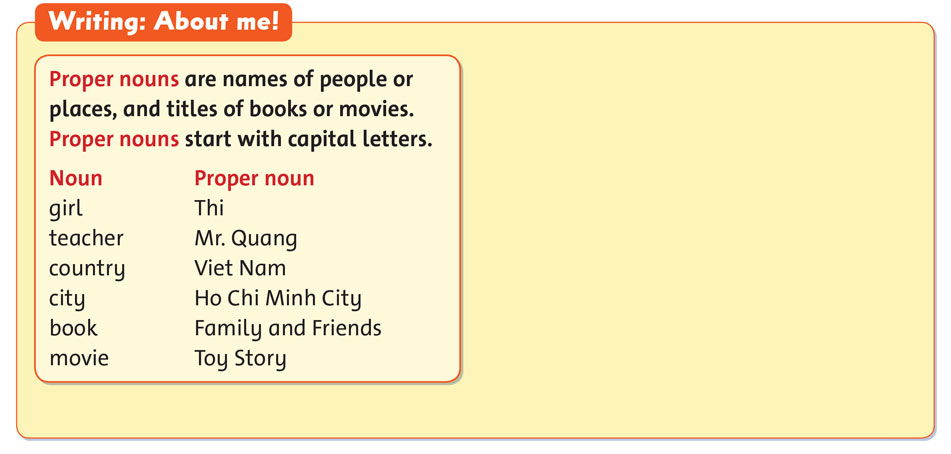 Writing: About me!
Proper nouns are names of people or
places, and titles of books or movies.
Proper nouns start with capital letters.
Noun Proper noun
girl Thi
teacher Mr. Quang
country Viet Nam
city Ho Chi Minh City
book Family and Friends
movie Toy Story